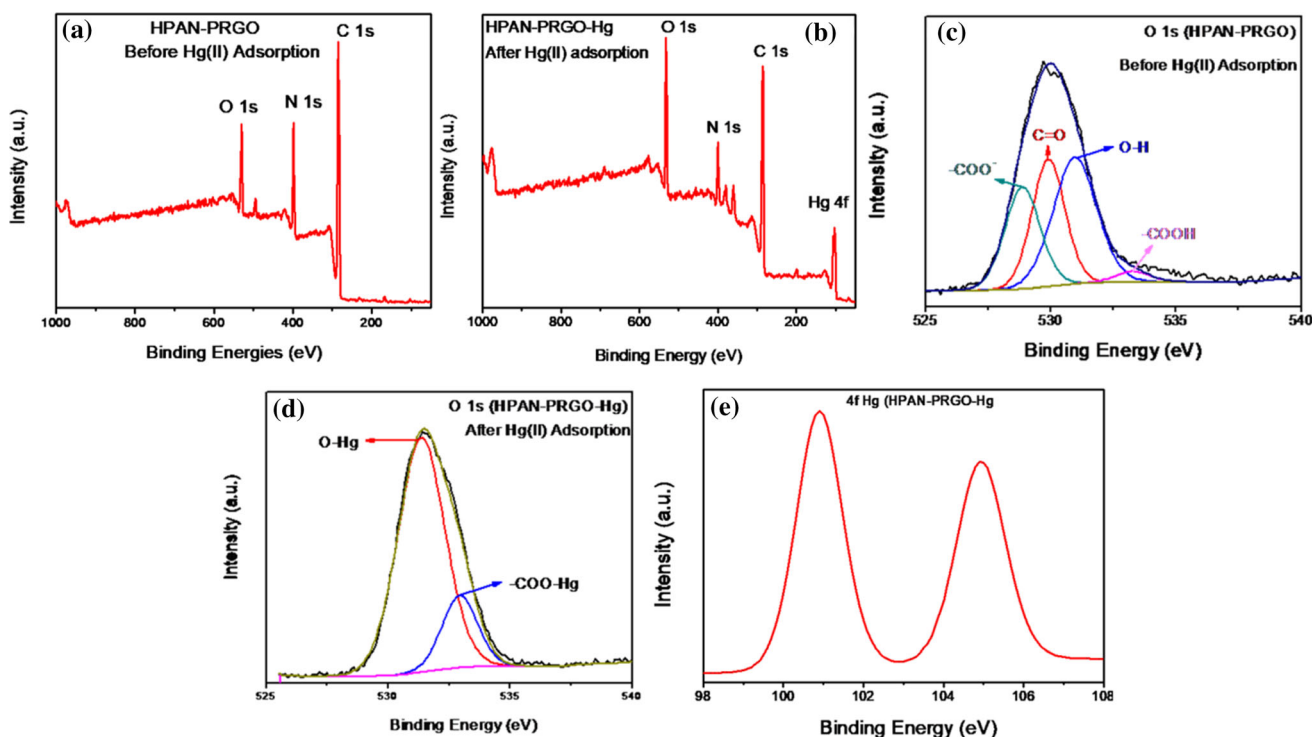 (a)
HPAN-PRGO
Before Hg(II) Adsorption
C 1s
O 1s
N 1s
Intensity (a.u.)
1000
800
600
400
200
Binding Energies (eV)
HPAN-PRGO-Hg
After Hg(II) adsorption
O 1s
(b)
C 1s
N 1s
Hg 4f
Intensity (a.u.)
1000
800
600
400
200
Binding Energy (eV)
(c)
O 1s (HPAN-PRGO)
Before Hg(II) Adsorption
C=O
O-H
-COO-
-COOH
Intensity (a.u.)
525
530
535
540
Binding Energy (eV)
(d)
O 1s (HPAN-PRGO-Hg)
After Hg(II) Adsorption
O-Hg
-COO-Hg
Intensity (a.u.)
525
530
535
540
Binding Energy (eV)
(e)
4f Hg (HPAN-PRGO-Hg
Intensity (a.u.)
98
100
102
104
106
108
Binding Energy (eV)